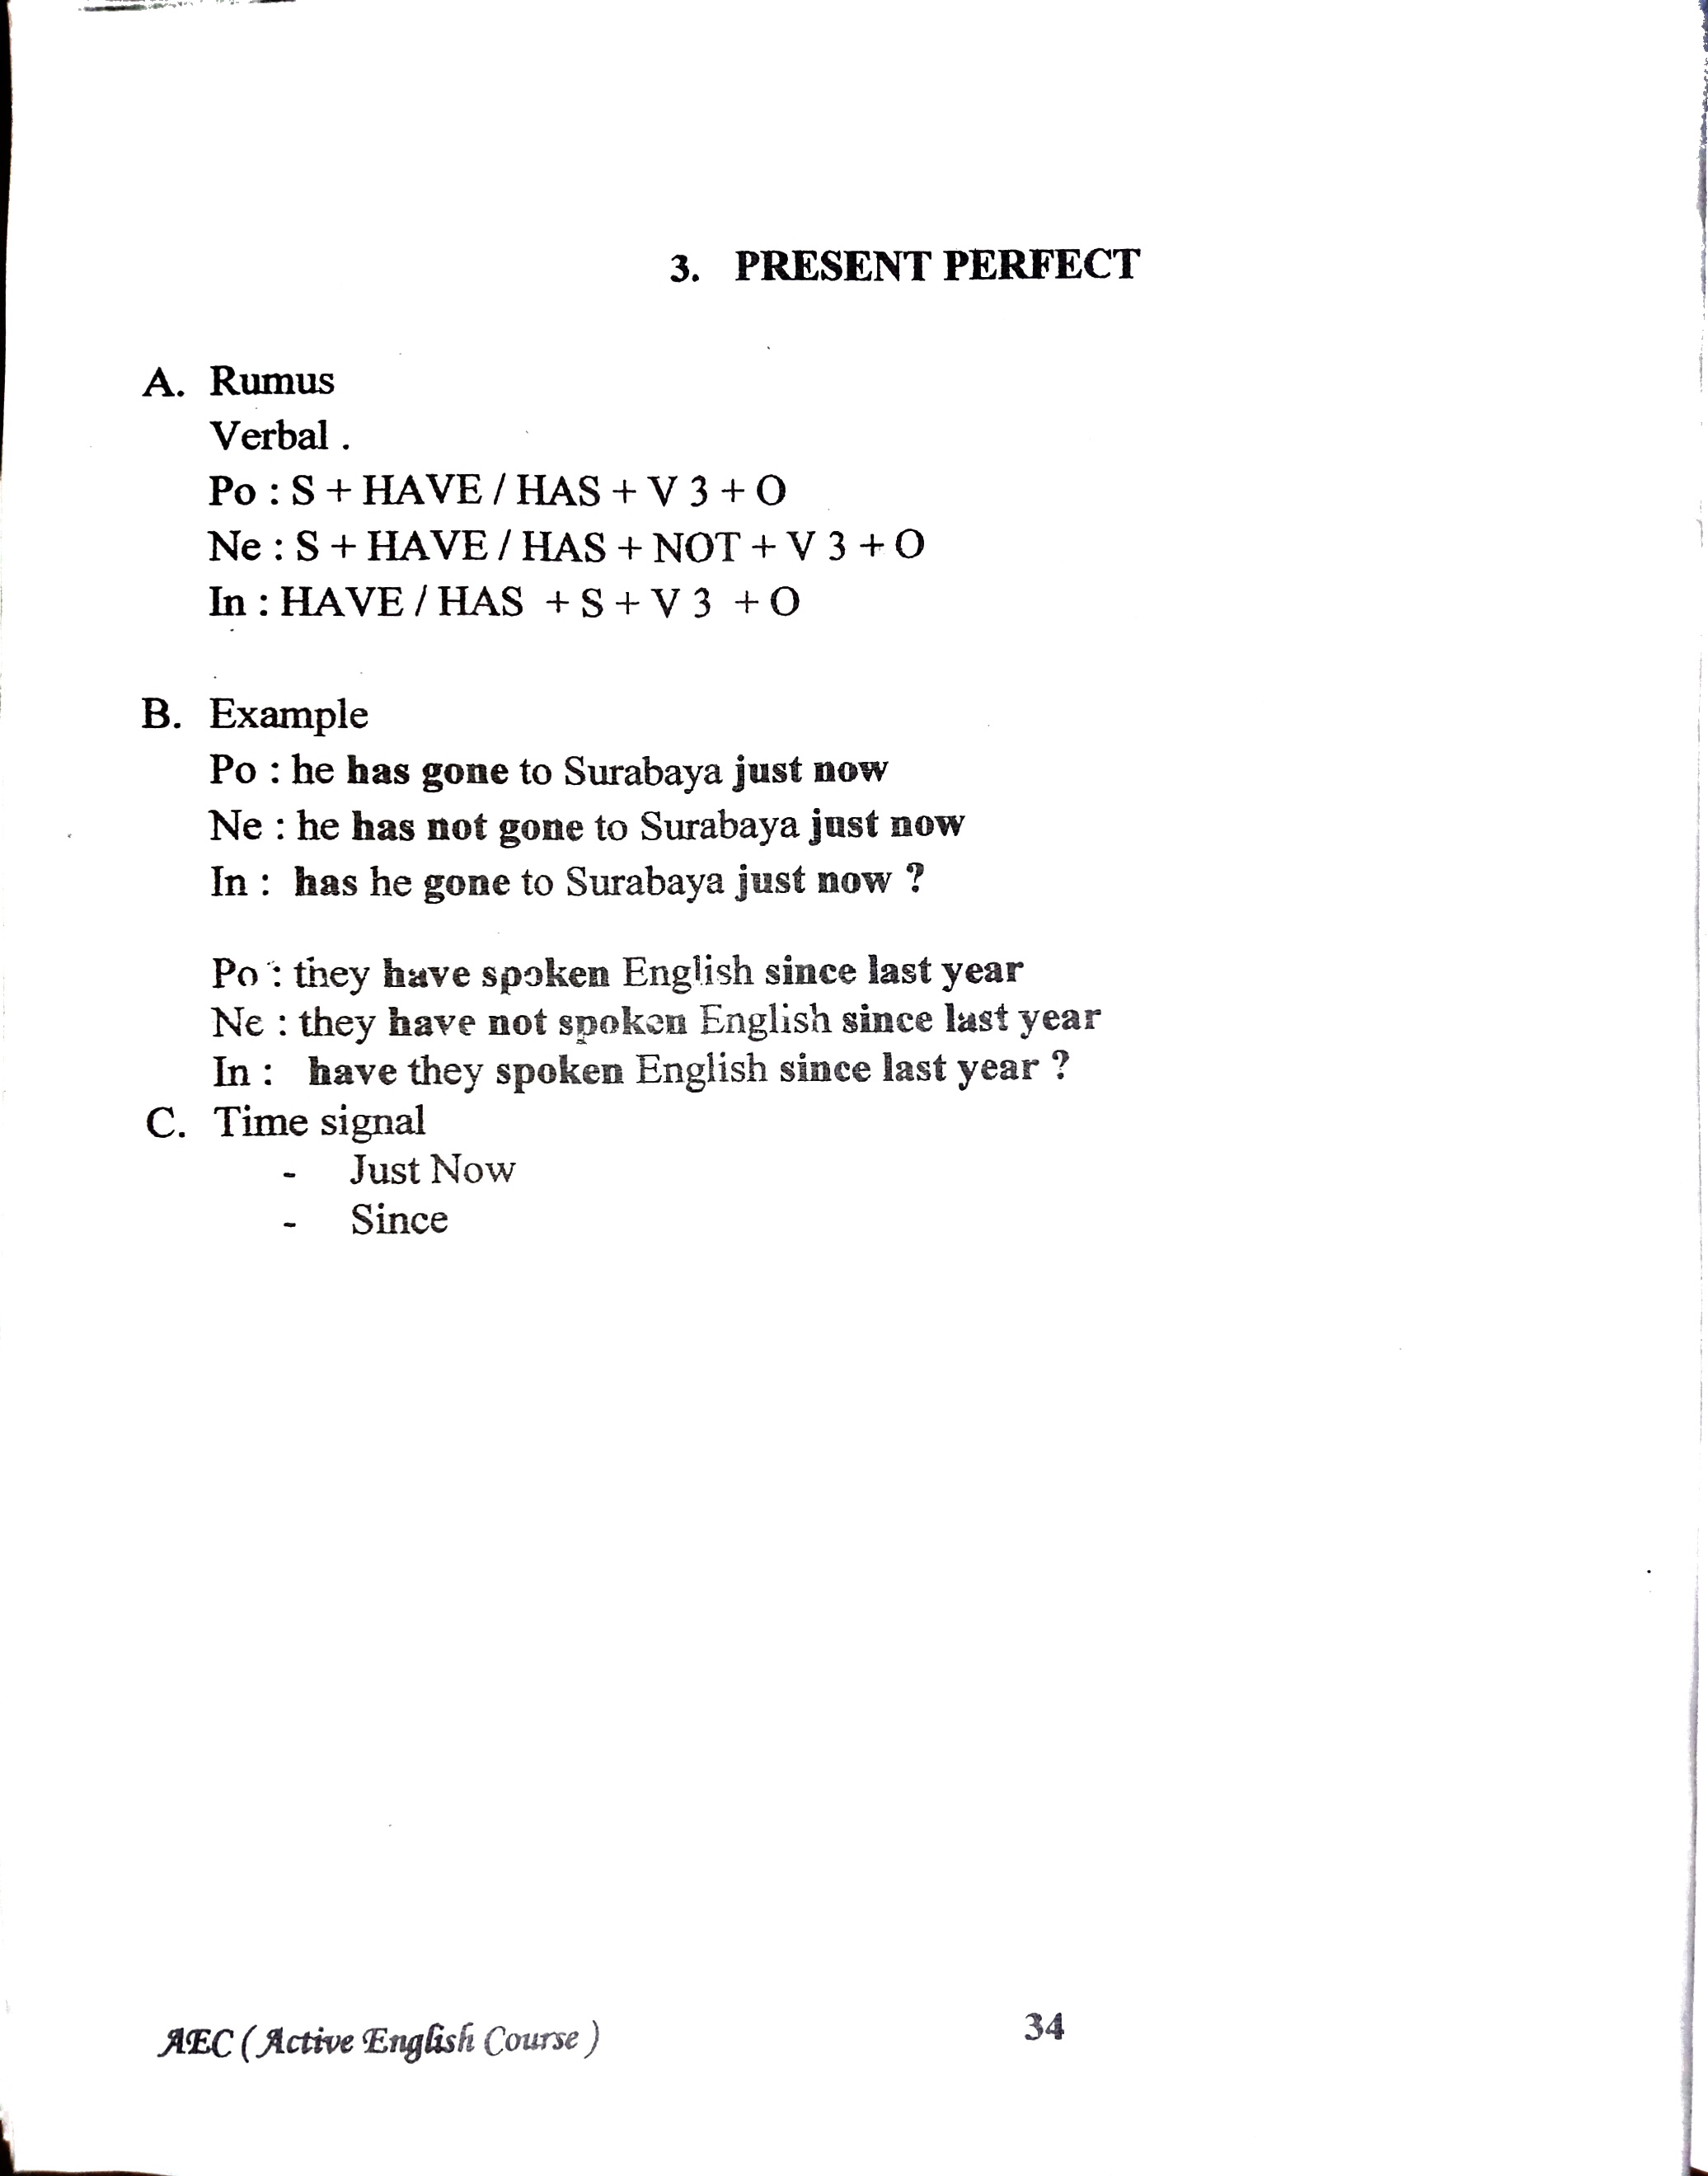 3. PRESENT PERFECT
A. Rumus
Verbal .
Po : S + HAVE / HAS + V 3 + O
Ne : S + HAVE / HAS + NOT + V 3 + O
In : HAVE / HAS + S + V 3 + O
B. Example
Po : he has gone to Surabaya just now
Ne : he has not gone to Surabaya just now
In : has he gone to Surabaya just now ?
Po : they have spoken English since last year
Ne : they have not spoken English since last year
In : have they spoken English since last year ?
C. Time signal
- Just Now
- Since
AEC ( Active English Course ) 34